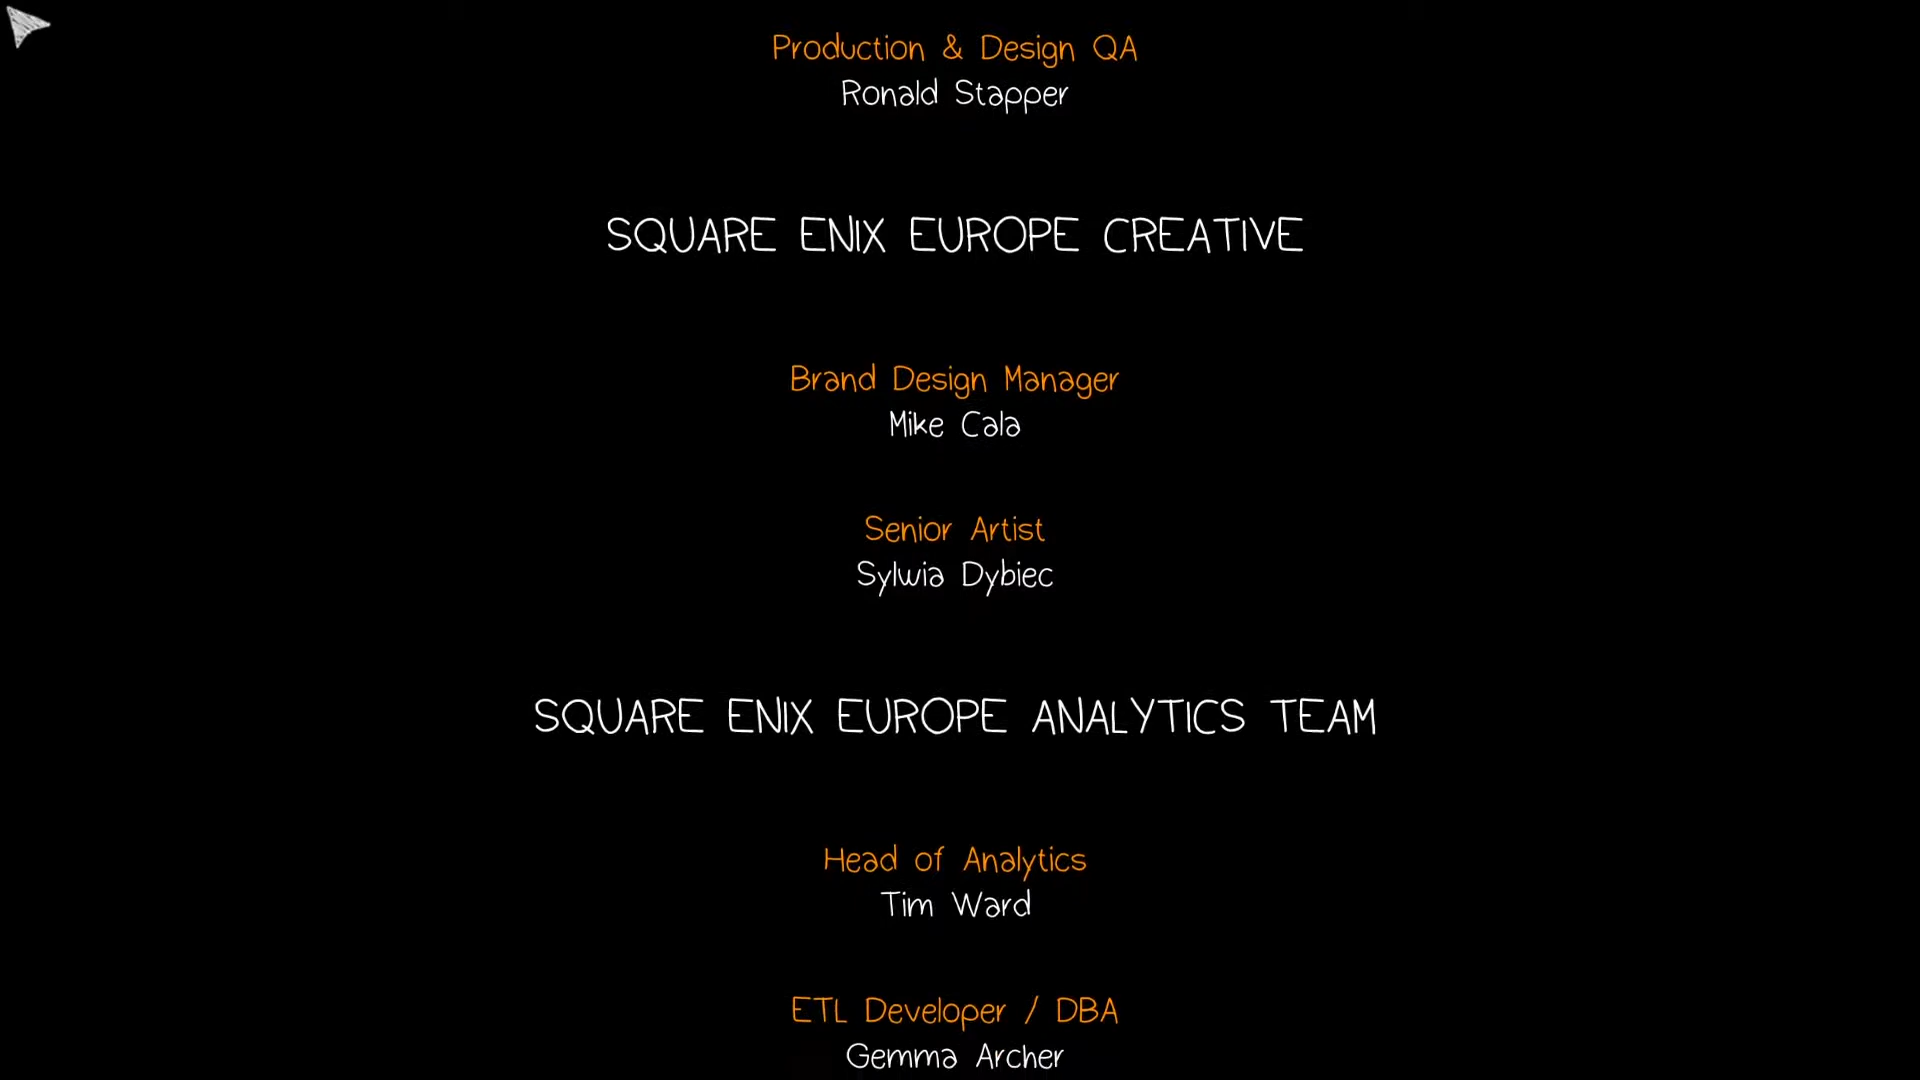 Production & Design QA
Ronald Stapper
SQUARE ENIX EUROPE CREATIVE
Brand Design Manager
Mike Cala
Senior Artist
Sylwia Dybiec
SQUARE ENIX EUROPE ANALYTICS TEAM
Head of Analytics
Tim Ward
ETL Developer / DBA
Gemma Archer